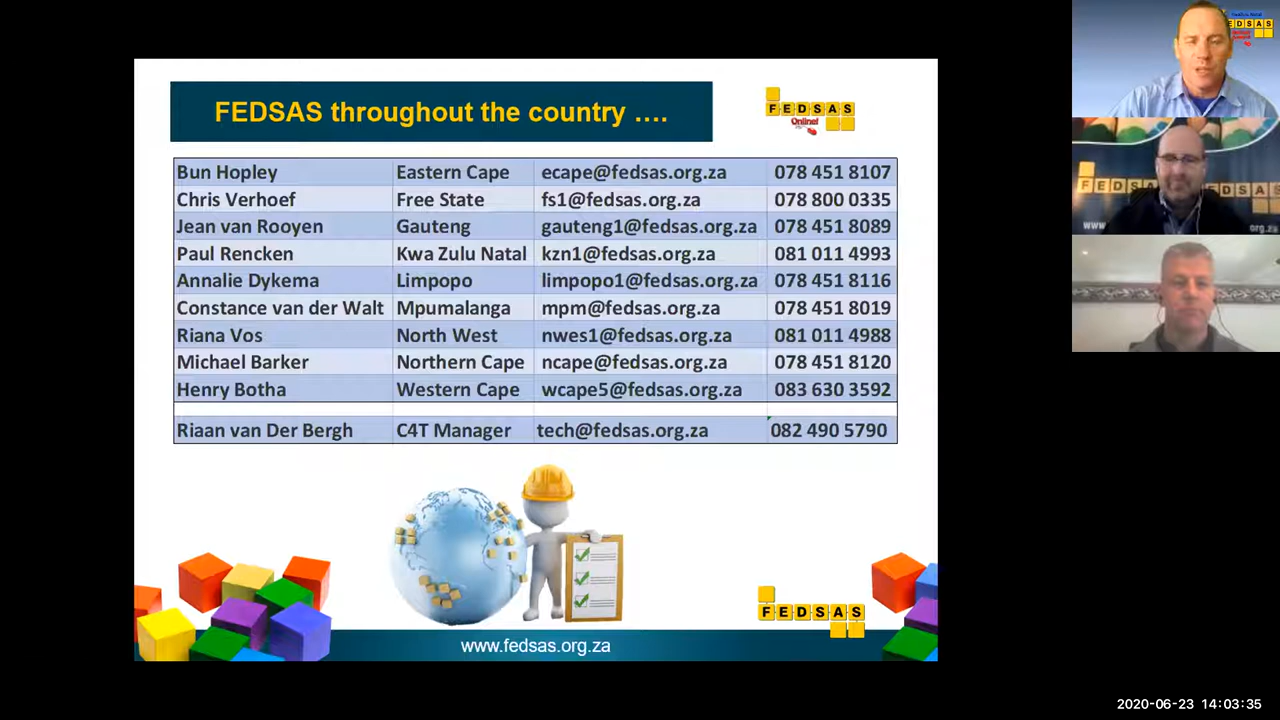 FEDSAS throughout the country ....
FEDSAS
Online!
Bun Hopley Eastern Cape ecape@fedsas.org.za 078 451 8107
Chris Verhoef Free State fs1@fedsas.org.za 078 800 0335
Jean van Rooyen Gauteng gauteng1@fedsas.org.za 078 451 8089
Paul Rencken Kwa Zulu Natal kzn1@fedsas.org.za 081 011 4993
Annalie Dykema Limpopo limpopo1@fedsas.org.za 078 451 8116
Constance van der Walt Mpumalanga mpm@fedsas.org.za 078 451 8019
Riana Vos North West nwes1@fedsas.org.za 081 011 4988
Michael Barker Northern Cape ncape@fedsas.org.za 078 451 8120
Henry Botha Western Cape wcape5@fedsas.org.za 083 630 3592
Riaan van Der Bergh C4T Manager tech@fedsas.org.za 082 490 5790
FEDSAS
www.fedsas.org.za
EDSAS
FEDSA EDSAS
www org.za
2020-06-23 14:03:35